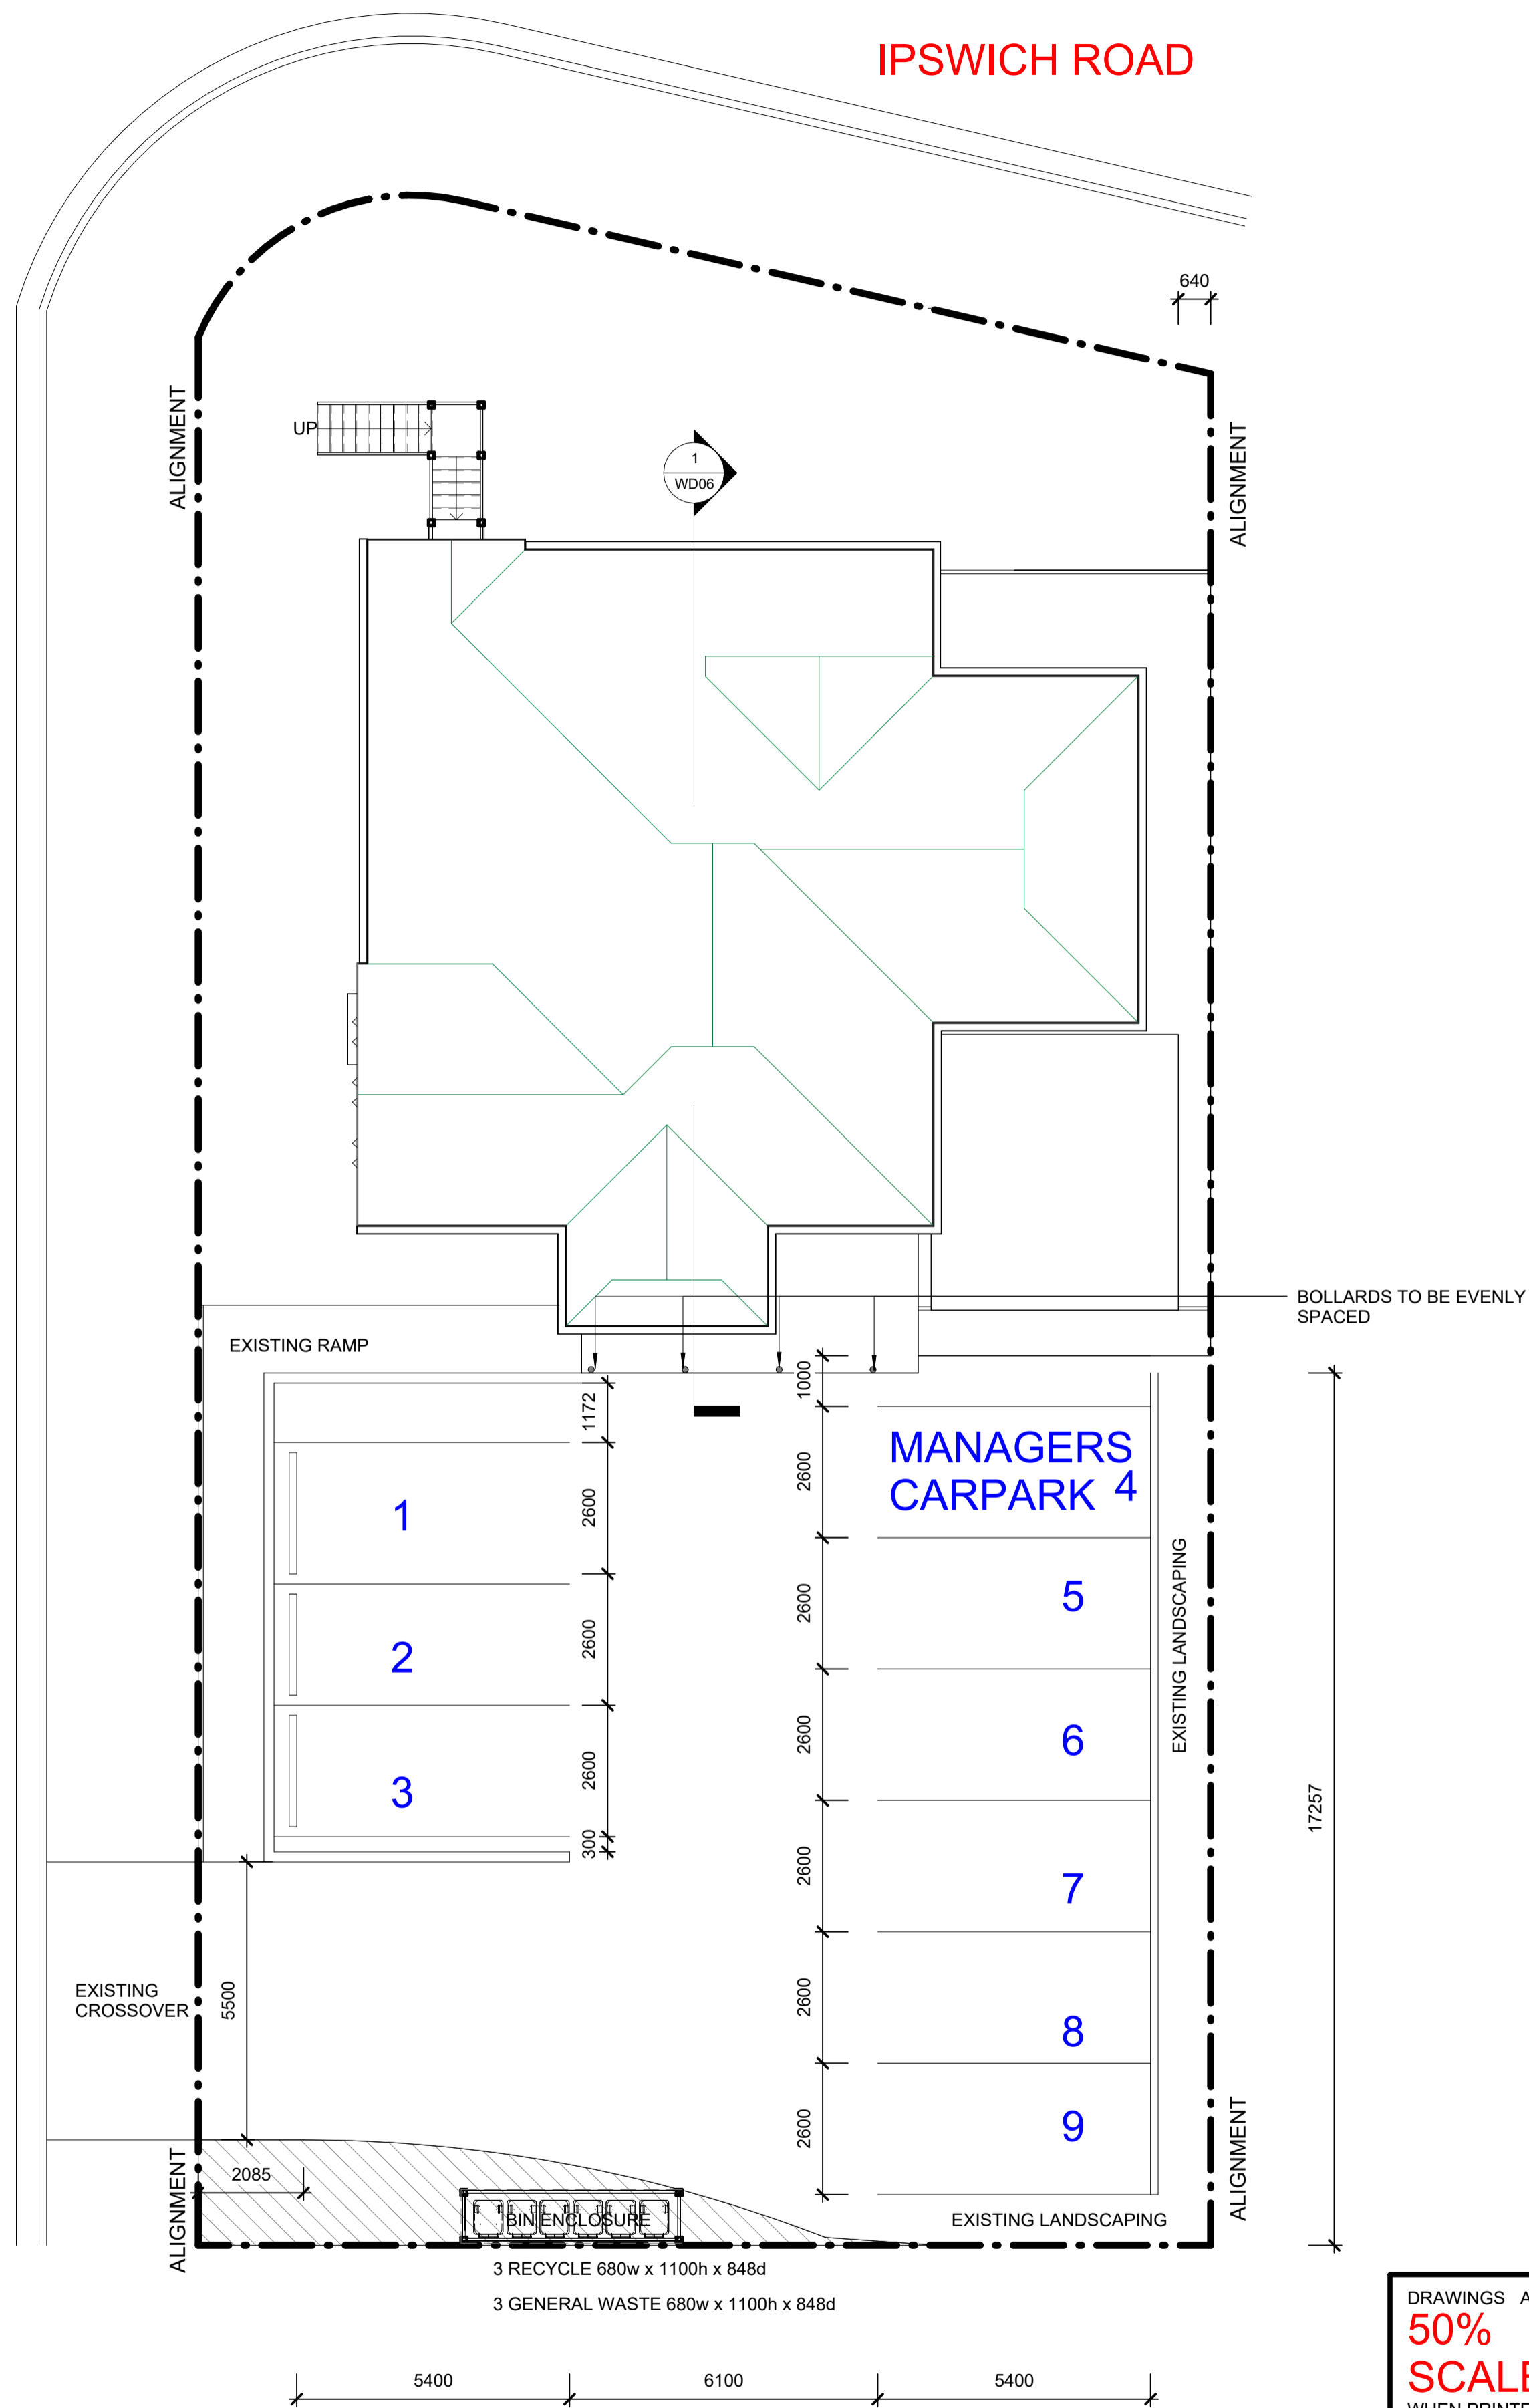 IPSWICH ROAD
640
ALIGNMENT
ALIGNMENT
UP
1
WD06
BOLLARDS TO BE EVENLY
SPACED
EXISTING RAMP
1000
1172
MANAGERS
CARPARK 4
2600
2600
1
5
2600
EXISTING LANDSCAPING
2
2600
6
2600
3
2600
17257
300
7
2600
EXISTING
CROSSOVER
5500
8
2600
9
2600
ALIGNMENT
ALIGNMENT
2085
BIN ENCLOSURE
EXISTING LANDSCAPING
3 RECYCLE 680w x 1100h x 848d
3 GENERAL WASTE 680w x 1100h x 848d
DRAWINGS A
50%
SCALE
WHEN PRINTE
5400
6100
5400